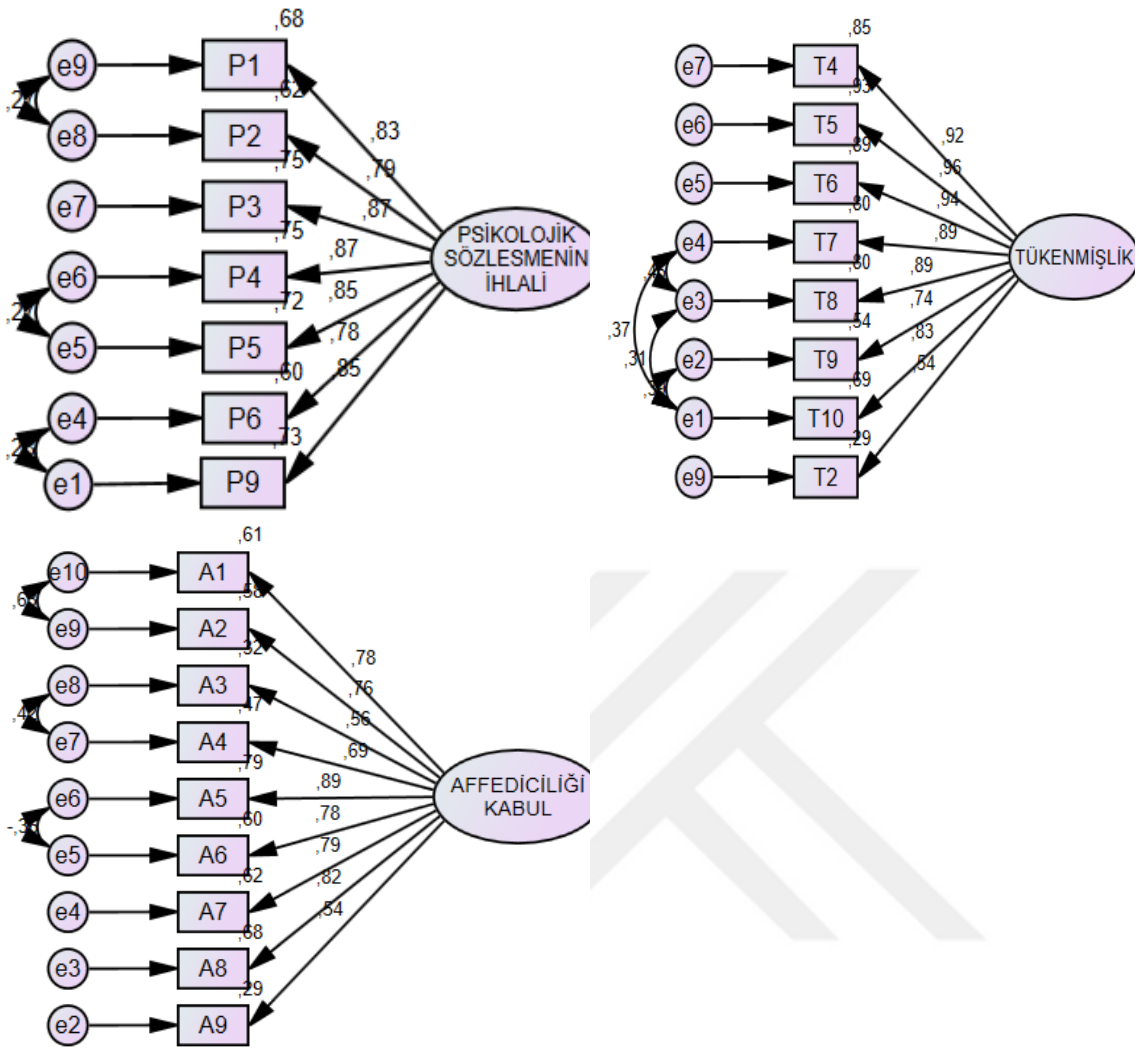 ,68
e9
P1
,62
e8
P2
,83
,75
,79
e7
P3
,87
,75
PSİKOLOJİK
SÖZLESMENİN
İHLALİ
e6
P4
,87
,72
,85
e5
P5
,78
,60
,85
e4
P6
,73
e1
P9
,85
e7
T4
,93
e6
T5
,92
,89
,96
e5
T6
,94
,80
e4
T7
,89
TÜKENMİŞLİK
,80
,89
e3
T8
,74
,54
,37
,83
,31
e2
T9
,54
,69
e1
T10
,29
e9
T2
,61
e10
A1
,58
e9
A2
,32
,78
e8
A3
,76
,47
,56
e7
A4
,69
,79
,89
AFFEDİCİLİĞİ
KABUL
e6
A5
,60
,78
e5
A6
,79
,62
,82
e4
A7
,54
,68
e3
A8
,29
e2
A9